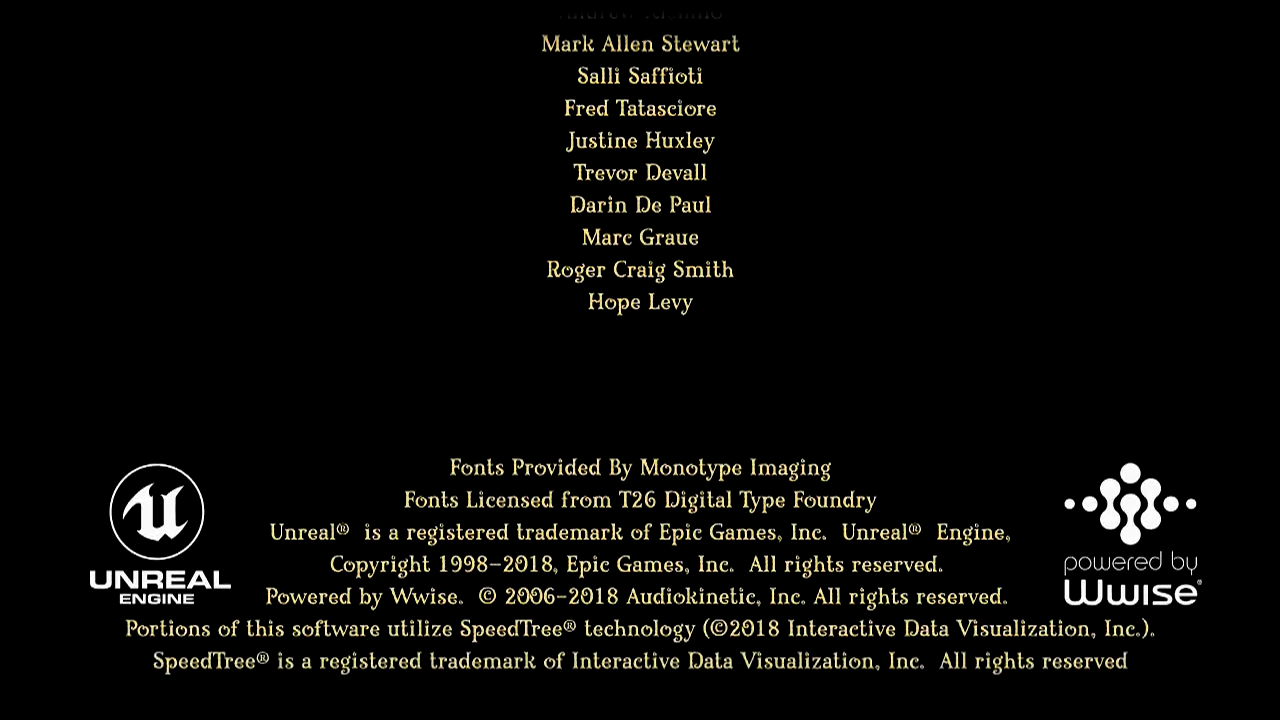 Mark Allen Stewart
Salli Saffioti
Fred Tatasciore
Justine Huxley
Trevor Devall
Darin De Paul
Marc Graue
Roger Craig Smith
Hope Levy
Fonts Provided By Monotype Imaging
Fonts Licensed from T26 Digital Type Foundry
Unreal® is a registered trademark of Epic Games, Inc. Unreal® Engine,
Copyright 1998-2018, Epic Games, Inc. All rights reserved.
Powered by Wwise. © 2006-2018 Audiokinetic, Inc. All rights reserved.
Portions of this software utilize SpeedTree® technology (©2018 Interactive Data Visualization, Inc.).
SpeedTree® is a registered trademark of Interactive Data Visualization, Inc. All rights reserved
UNREAL
ENGINE
powered by
Wwise®